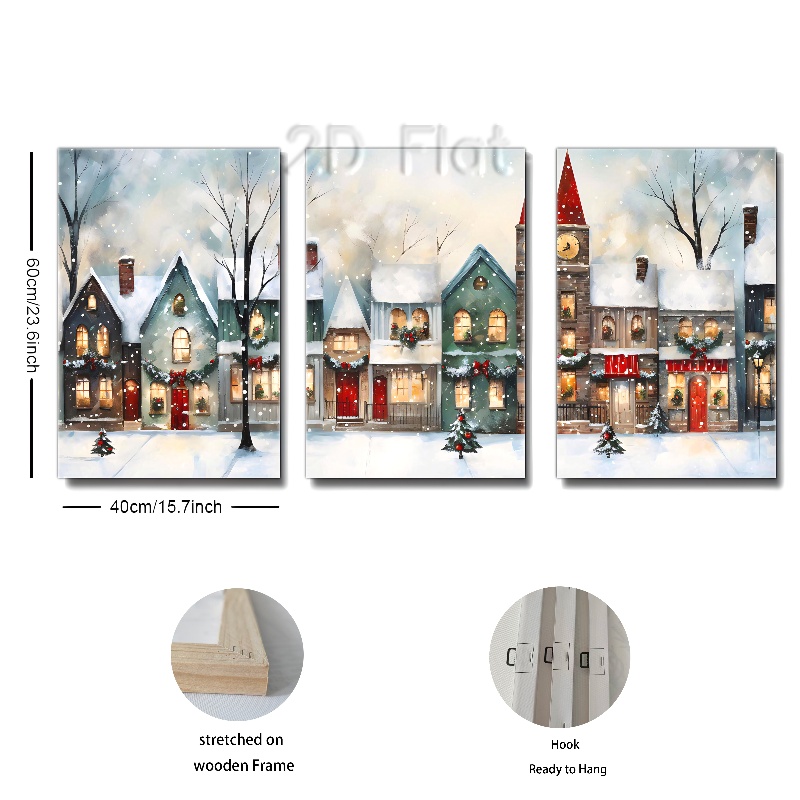 2D Flat
60cm/23.6inch
40cm/15.7inch
stretched on
wooden Frame
Hook
Ready to Hang